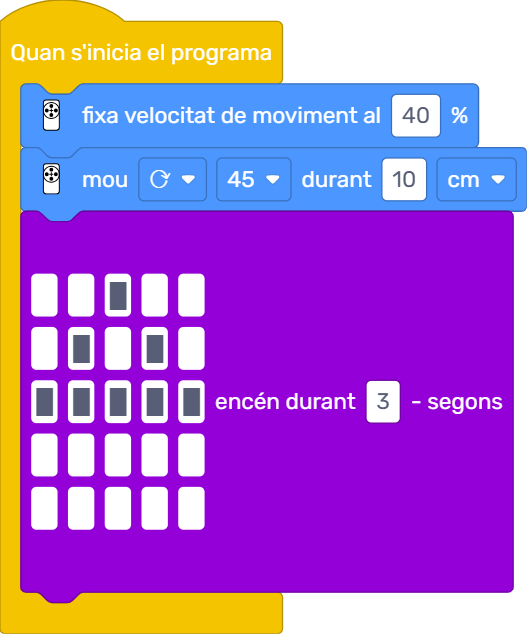 Quan s'inicia el programa
fixa velocitat de moviment al 40 %
mou 45 durant 10 cm
encén durant 3 - segons